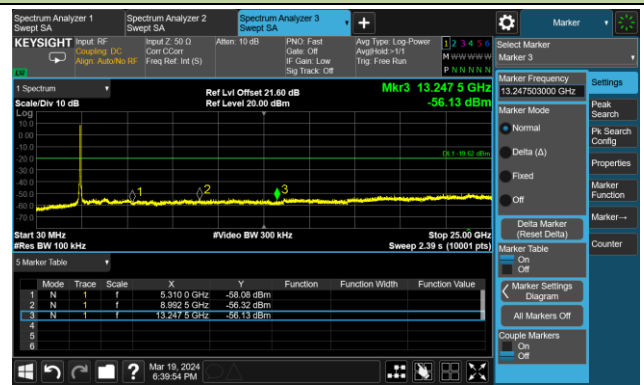 Spectrum Analyzer 1
Swept SA
Spectrum Analyzer 2
Swept SA
Spectrum Analyzer 3
Swept SA
Marker
KEYSIGHT
Input: RF
Coupling: DC
Align: Auto/No RF
Input Z: 50 Ω
Corr CCorr
Freq Ref: Int (S)
Atten: 10 dB
PNO: Fast
Gate: Off
IF Gain: Low
Sig Track: Off
Avg Type: Log-Power
Avg|Hold:>1/1
Trig: Free Run
1 2 3 4 5 6
M W W W W W
P N N N N N
LVI
1 Spectrum
Scale/Div 10 dB
Ref Lvl Offset 21.60 dB
Ref Level 20.00 dBm
Mkr3 13.247 5 GHz
-56.13 dBm
Log
10.0
0.00
-10.0
-20.0
-30.0
-40.0
-50.0
-60.0
-70.0
DL1 -19.62 dBm
1
2
3
Start 30 MHz
#Res BW 100 kHz
#Video BW 300 kHz
Stop 25.00 GHz
Sweep 2.39 s (10001 pts)
5 Marker Table
Mode Trace Scale X Y Function Function Width Function Value
1 N 1 f 5.310 0 GHz -58.08 dBm
2 N 1 f 8.992 5 GHz -56.32 dBm
3 N 1 f 13.247 5 GHz -56.13 dBm
4
5
6
Mar 19, 2024
6:39:54 PM
Select Marker
Marker 3
Marker Frequency
13.247503000 GHz
Marker Mode
Normal
Delta (Δ)
Fixed
Off
Delta Marker
(Reset Delta)
Marker Table
On
Off
Marker Settings
Diagram
All Markers Off
Couple Markers
On
Off
Settings
Peak
Search
Pk Search
Config
Properties
Marker
Function
Marker→
Counter